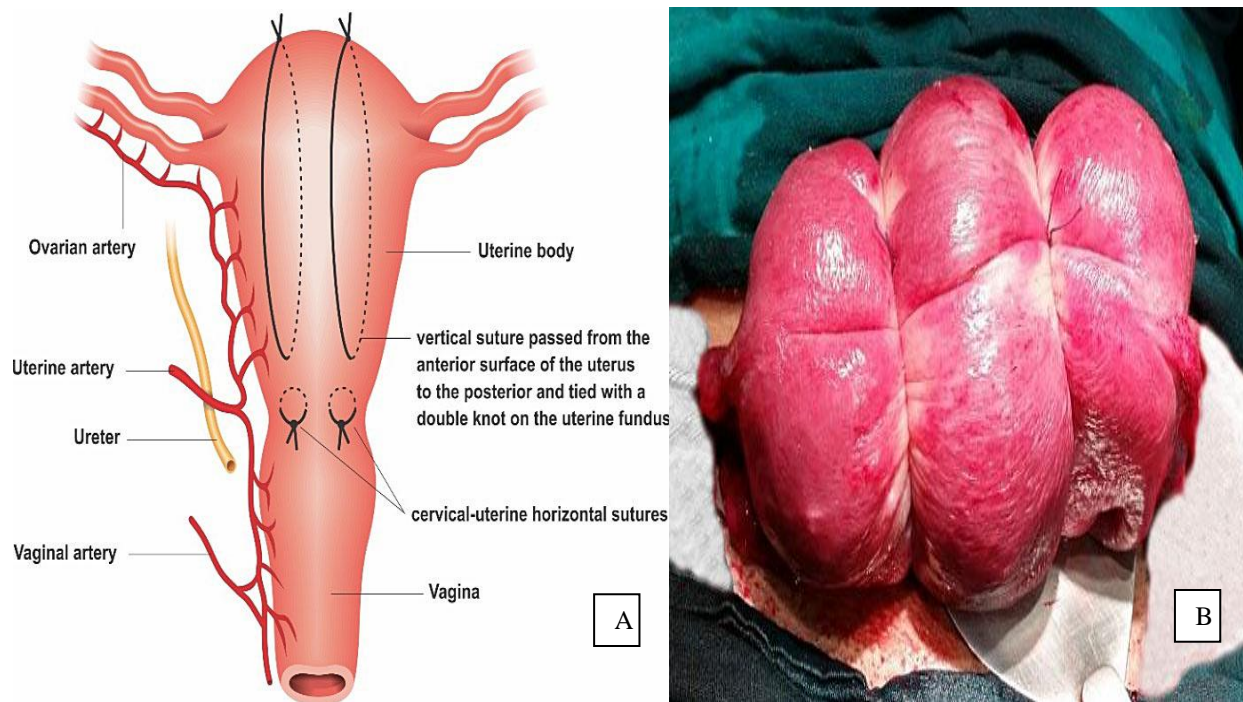 Ovarian artery
Uterine body
vertical suture passed from the
anterior surface of the uterus
to the posterior and tied with a
double knot on the uterine fundus
Uterine artery
Ureter
cervical-uterine horizontal sutures
Vaginal artery
Vagina
A
B